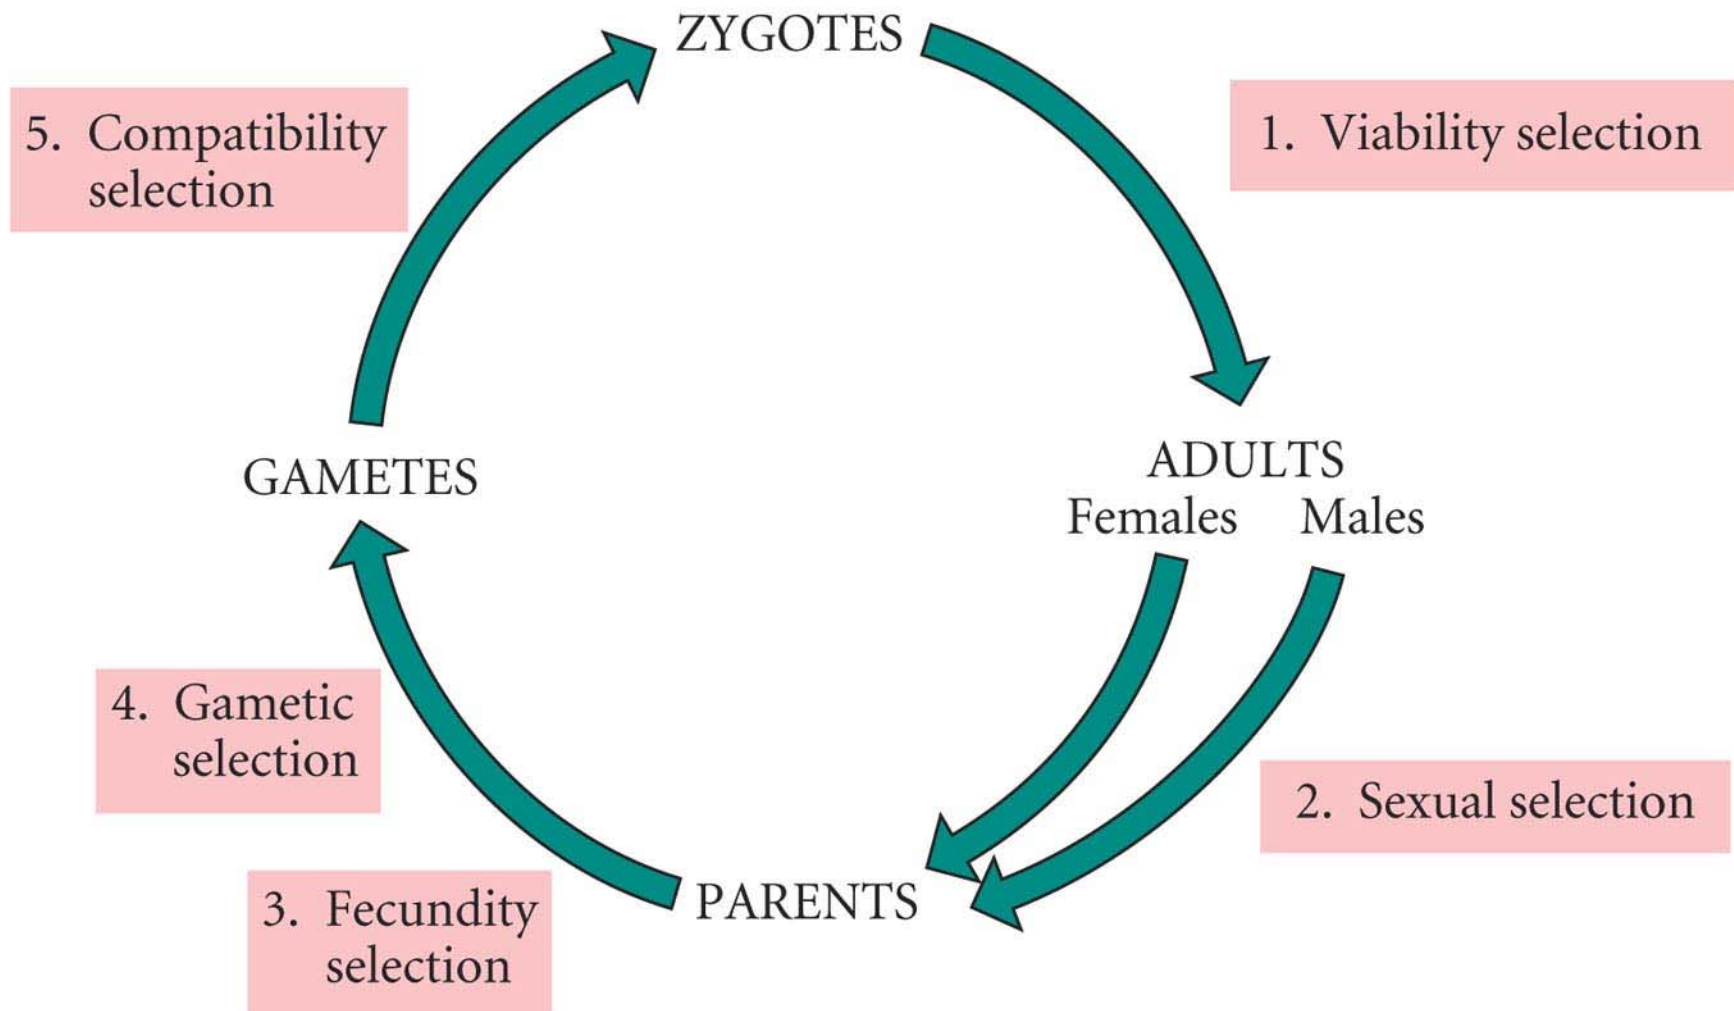 ZYGOTES
5. Compatibility
selection
1. Viability selection
GAMETES
ADULTS
Females Males
4. Gametic
selection
2. Sexual selection
3. Fecundity
selection
PARENTS